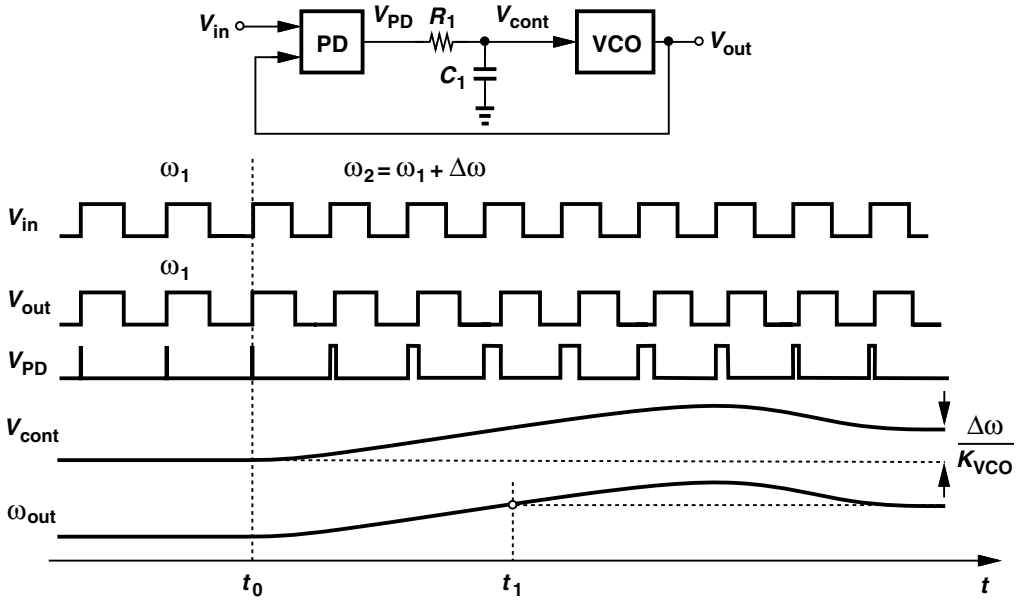 V_PD R_1 V_cont
V_in PD VCO V_out
C_1
ω_1 ω_2 = ω_1 + Δω
V_in
ω_1
V_out
V_PD
V_cont Δω
K_VCO
ω_out
t_0 t_1 t